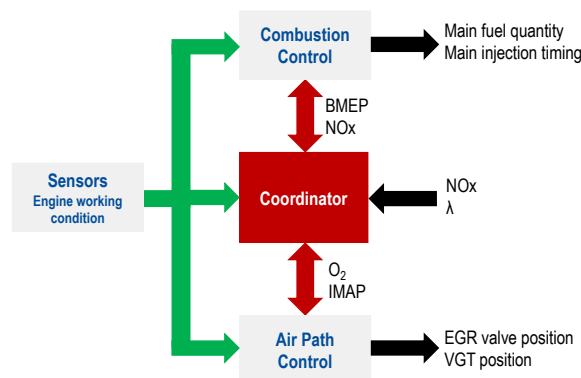 Combustion
Control
Main fuel quantity
Main injection timing
BMEP
NOx
Sensors
Engine working
condition
Coordinator
NOx
λ
O₂
IMAP
Air Path
Control
EGR valve position
VGT position